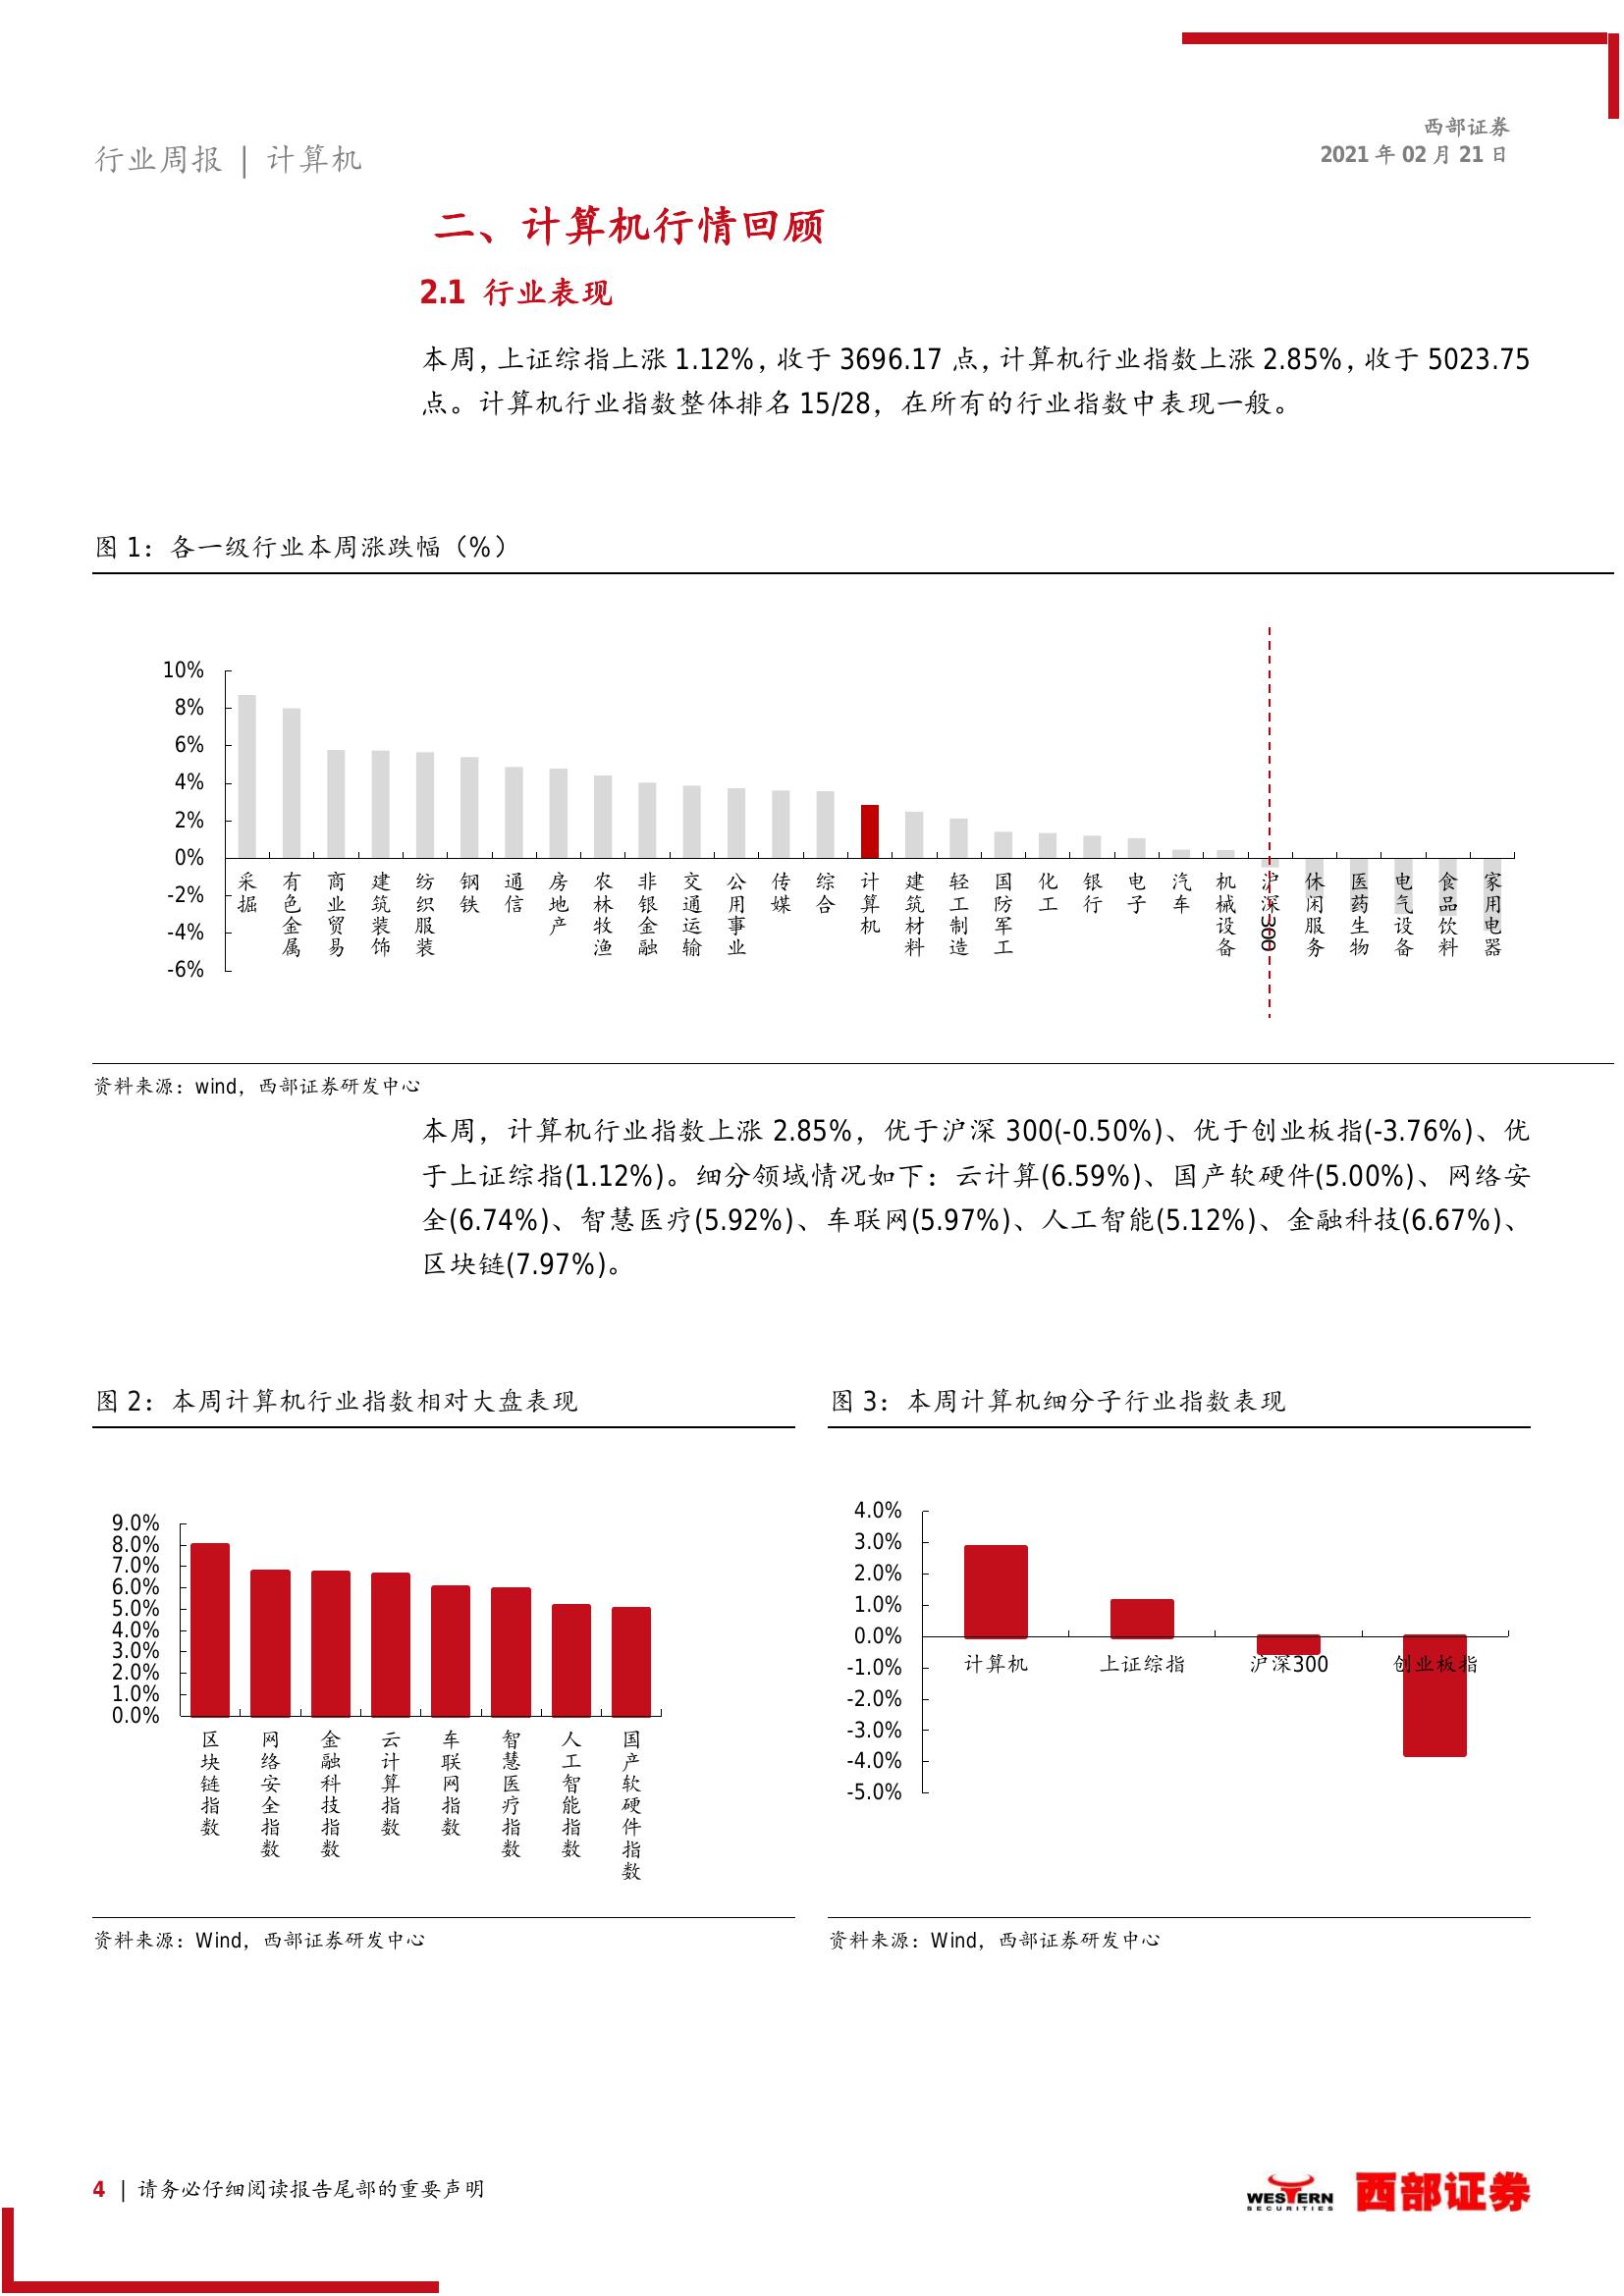 西部证券
2021 年 02 月 21 日
行业周报 | 计算机
二、计算机行情回顾
2.1 行业表现
本周，上证综指上涨 1.12%，收于 3696.17 点，计算机行业指数上涨 2.85%，收于 5023.75
点。计算机行业指数整体排名 15/28，在所有的行业指数中表现一般。
图 1：各一级行业本周涨跌幅（%）
10%
8%
6%
4%
2%
0%
-2%
-4%
-6%
采掘
有色金属
商业贸易
建筑装饰
纺织服装
钢铁
通信
房地产
农林牧渔
非银金融
交通运输
公用事业
传媒
综合
计算机
建筑材料
轻工制造
国防军工
化工
银行
电子
汽车
机械设备
沪深300
休闲服务
医药生物
电气设备
食品饮料
家用电器
资料来源：wind，西部证券研发中心
本周，计算机行业指数上涨 2.85%，优于沪深 300(-0.50%)、优于创业板指(-3.76%)、优
于上证综指(1.12%)。细分领域情况如下：云计算(6.59%)、国产软硬件(5.00%)、网络安
全(6.74%)、智慧医疗(5.92%)、车联网(5.97%)、人工智能(5.12%)、金融科技(6.67%)、
区块链(7.97%)。
图 2：本周计算机行业指数相对大盘表现
9.0%
8.0%
7.0%
6.0%
5.0%
4.0%
3.0%
2.0%
1.0%
0.0%
区块链指数
网络安全指数
金融科技指数
云计算指数
车联网指数
智慧医疗指数
人工智能指数
国产软硬件指数
资料来源：Wind，西部证券研发中心
图 3：本周计算机细分子行业指数表现
4.0%
3.0%
2.0%
1.0%
0.0%
-1.0%
-2.0%
-3.0%
-4.0%
-5.0%
计算机
上证综指
沪深300
创业板指
资料来源：Wind，西部证券研发中心
4 | 请务必仔细阅读报告尾部的重要声明
WESTERN
SECURITIES
西部证券